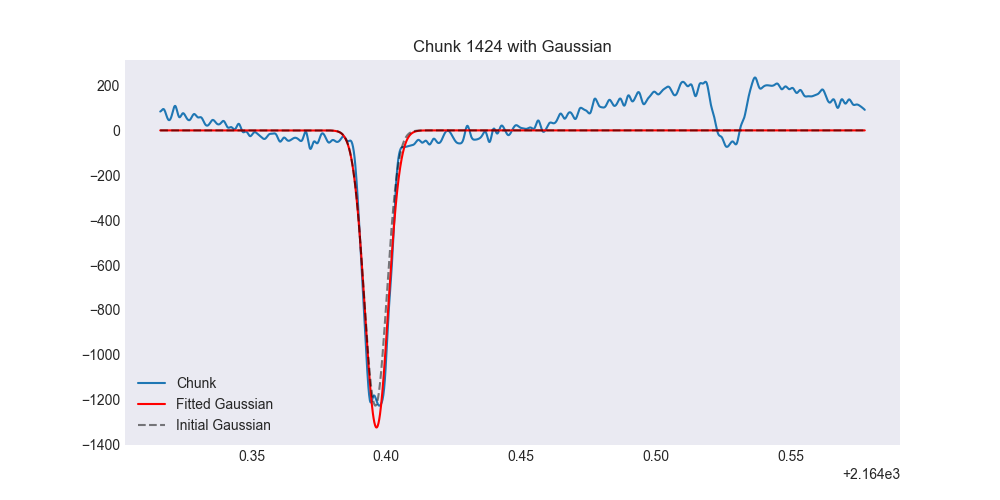 Chunk 1424 with Gaussian
200
0
−200
−400
−600
−800
−1000
−1200
−1400
Chunk
Fitted Gaussian
Initial Gaussian
0.35 0.40 0.45 0.50 0.55
+2.164e3